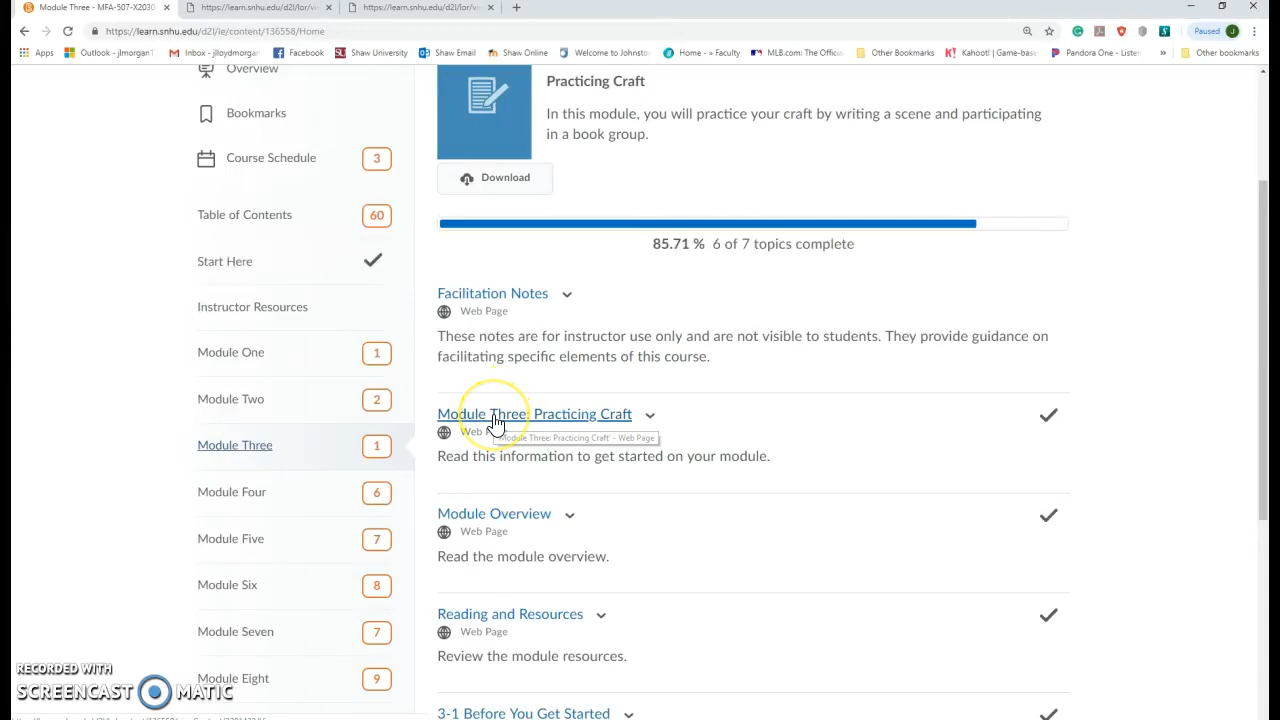 Module Three - MFA-507-X2030
https://learn.snhu.edu/d2l/lor/vie
https://learn.snhu.edu/d2l/lor/vie
https://learn.snhu.edu/d2l/le/content/136558/Home
Paused
J
Apps
Outlook - jlmorgan
Inbox - jlloydmorgan
Facebook
Shaw University
Shaw Email
Shaw Online
Welcome to Johnsto
Home - » Faculty
MLB.com: The Offici
Other Bookmarks
Kahoot! | Game-base
Pandora One - Listen
»
Other bookmarks
Overview
Bookmarks
Course Schedule
3
Table of Contents
60
Start Here
Instructor Resources
Module One
1
Module Two
2
Module Three
1
Module Four
6
Module Five
7
Module Six
8
Module Seven
7
Module Eight
9
Practicing Craft
In this module, you will practice your craft by writing a scene and participating
in a book group.
Download
85.71 % 6 of 7 topics complete
Facilitation Notes
Web Page
These notes are for instructor use only and are not visible to students. They provide guidance on
facilitating specific elements of this course.
Module Three: Practicing Craft
Web
'Module Three: Practicing Craft' - Web Page
Read this information to get started on your module.
Module Overview
Web Page
Read the module overview.
Reading and Resources
Web Page
Review the module resources.
3-1 Before You Get Started
RECORDED WITH
SCREENCAST MATIC